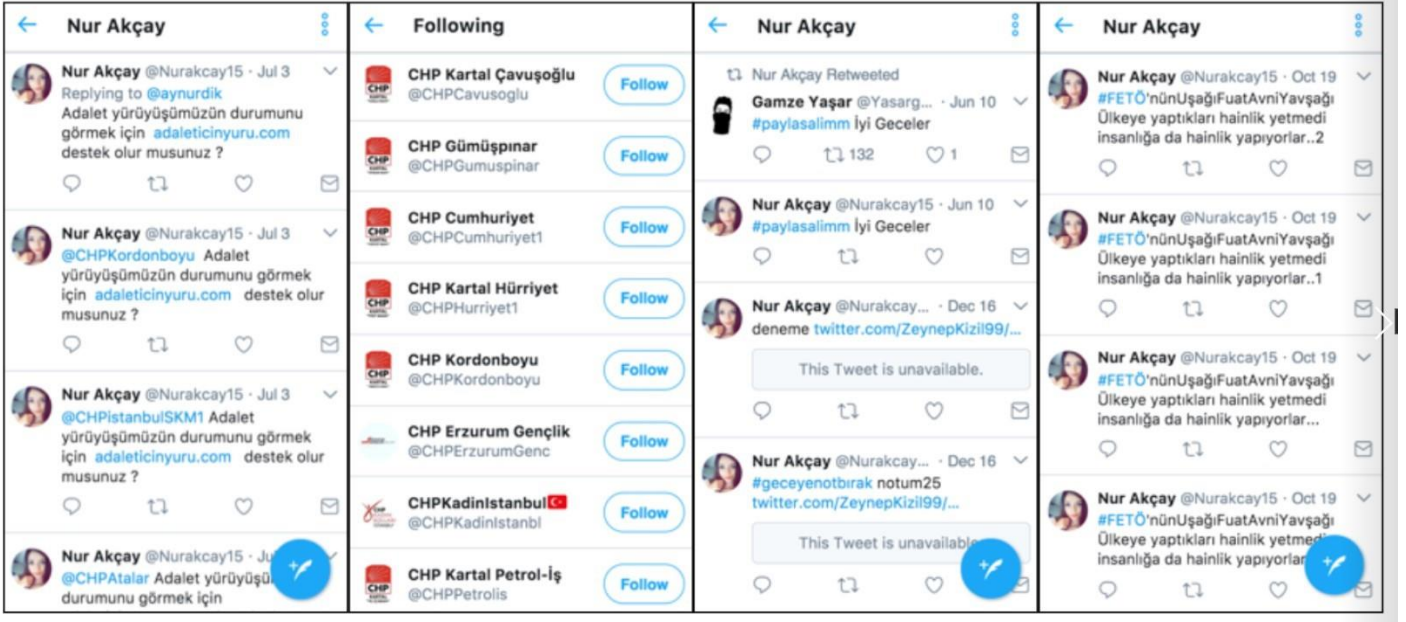 Nur Akçay
Nur Akçay @Nurakcay15 · Jul 3
Replying to @aynurdik
Adalet yürüyüşümüzün durumunu
görmek için adaleticinyuru.com
destek olur musunuz ?
Nur Akçay @Nurakcay15 · Jul 3
@CHPKordonboyu Adalet
yürüyüşümüzün durumunu görmek
için adaleticinyuru.com destek olur
musunuz ?
Nur Akçay @Nurakcay15 · Jul 3
@CHPistanbulSKM1 Adalet
yürüyüşümüzün durumunu görmek
için adaleticinyuru.com destek olur
musunuz ?
Nur Akçay @Nurakcay15 · Ju
@CHPAtalar Adalet yürüyüşü
durumunu görmek için
Following
CHP Kartal Çavuşoğlu
@CHPCavusoglu
Follow
CHP Gümüşpınar
@CHPGumuspinar
Follow
CHP Cumhuriyet
@CHPCumhuriyet1
Follow
CHP Kartal Hürriyet
@CHPHurriyet1
Follow
CHP Kordonboyu
@CHPKordonboyu
Follow
CHP Erzurum Gençlik
@CHPErzurumGenc
Follow
CHPKadinIstanbul
@CHPKadinIstanbl
Follow
CHP Kartal Petrol-İş
@CHPPetrolis
Follow
Nur Akçay
Nur Akçay Retweeted
Gamze Yaşar @Yasarg... · Jun 10
#paylasalimm İyi Geceler
132 1
Nur Akçay @Nurakcay15 · Jun 10
#paylasalimm İyi Geceler
Nur Akçay @Nurakcay... · Dec 16
deneme twitter.com/ZeynepKizil99/...
This Tweet is unavailable.
Nur Akçay @Nurakcay... · Dec 16
#geceyenotbırak notum25
twitter.com/ZeynepKizil99/...
This Tweet is unavailable
Nur Akçay
Nur Akçay @Nurakcay15 · Oct 19
#FETÖ'nünUşağıFuatAvniYavşağı
Ülkeye yaptıkları hainlik yetmedi
insanlığa da hainlik yapıyorlar..2
Nur Akçay @Nurakcay15 · Oct 19
#FETÖ'nünUşağıFuatAvniYavşağı
Ülkeye yaptıkları hainlik yetmedi
insanlığa da hainlik yapıyorlar..1
Nur Akçay @Nurakcay15 · Oct 19
#FETÖ'nünUşağıFuatAvniYavşağı
Ülkeye yaptıkları hainlik yetmedi
insanlığa da hainlik yapıyorlar...
Nur Akçay @Nurakcay15 · Oct 19
#FETÖ'nünUşağıFuatAvniYavşağı
Ülkeye yaptıkları hainlik yetmedi
insanlığa da hainlik yapıyorlar